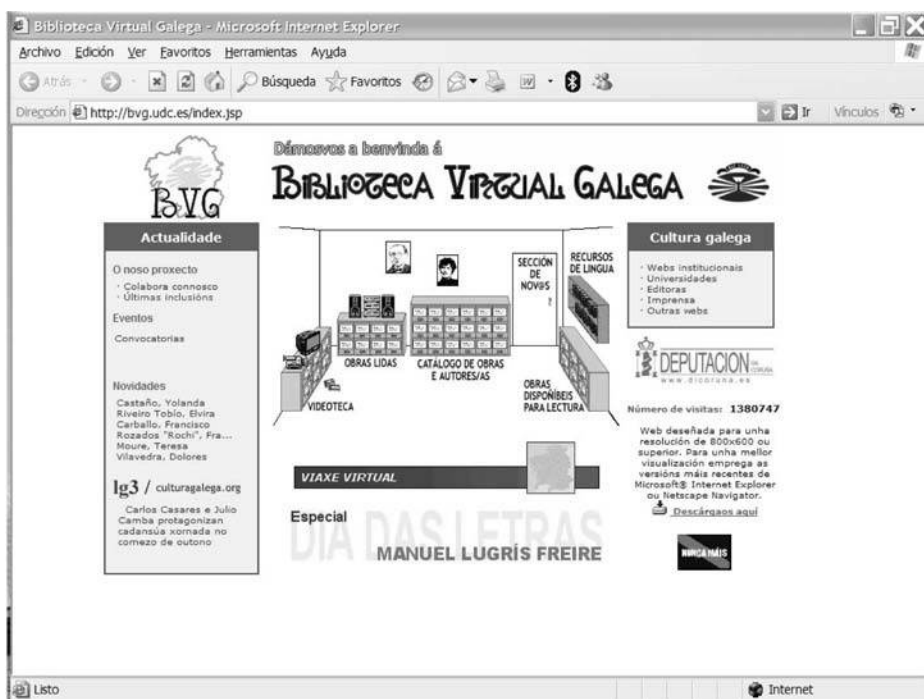 Biblioteca Virtual Galega - Microsoft Internet Explorer
Archivo Edición Ver Favoritos Herramientas Ayuda
Atrás Búsqueda Favoritos
Dirección http://bvg.udc.es/index.jsp Ir Vínculos
BVG
Dámosvos a benvinda á
BIBLIOTECA VIRTUAL GALEGA
Actualidade
O noso proxecto
· Colabora connosco
· Últimas inclusións
Eventos
Convocatorias
Novidades
Castaño, Yolanda
Riveiro Tobío, Elvira
Carballo, Francisco
Rozados "Rochi", Fra...
Moure, Teresa
Vilavedra, Dolores
lg3 / culturagalega.org
Carlos Casares e Julio
Camba protagonizan
cadansúa xornada no
comezo de outono
SECCIÓN
DE
NOV@S
RECURSOS
DE LINGUA
OBRAS LIDAS
CATÁLOGO DE OBRAS
E AUTORES/AS
VIDEOTECA
OBRAS
DISPOÑÍBEIS
PARA LECTURA
VIAXE VIRTUAL
Especial
DIA DAS LETRAS
MANUEL LUGRÍS FREIRE
Cultura galega
· Webs institucionais
· Universidades
· Editoras
· Imprensa
· Outras webs
DEPUTACION DA CORUÑA
www.dicoruna.es
Número de visitas: 1380747
Web deseñada para unha
resolución de 800x600 ou
superior. Para unha mellor
visualización emprega as
versións máis recentes de
Microsoft® Internet Explorer
ou Netscape Navigator.
Descárgaos aquí
NUNCA MÁIS
Listo Internet